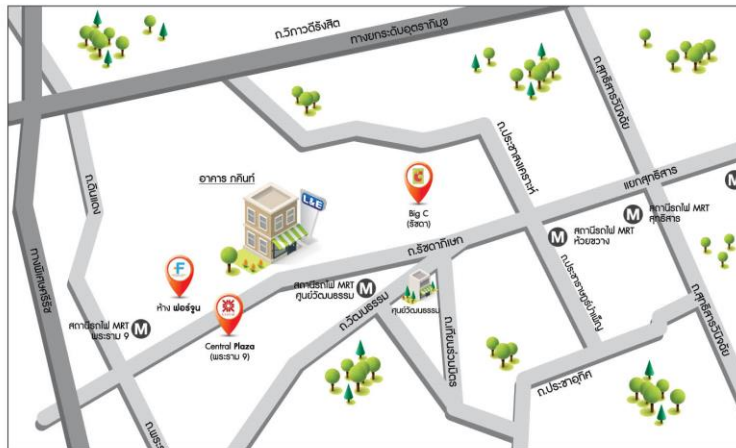 ถ.วิภาวดีรังสิต
ทางยกระดับอุตราภิมุข
ถ.สุทธิสารวินิจฉัย
ถ.ประชาสงเคราะห์
แยกสุทธิสาร
ถ.ดินแดง
อาคาร กคินท์
L&E
Big C
(รัชดา)
M
สถานีรถไฟ MRT
สุทธิสาร
M
สถานีรถไฟ MRT
ห้วยขวาง
ถ.รัชดาภิเษก
ทางพิเศษศรีรัช
F
ห้าง ฟอร์จูน
สถานีรถไฟ MRT
ศูนย์วัฒนธรรม
M
ศูนย์วัฒนธรรม
ถ.วัฒนธรรม
ถ.เทียนร่วมมิตร
ถ.ประชาราษฎร์บำเพ็ญ
ถ.สุทธิสารวินิจฉัย
สถานีรถไฟ MRT
พระราม 9
M
Central Plaza
(พระราม 9)
ถ.ประชาอุทิศ